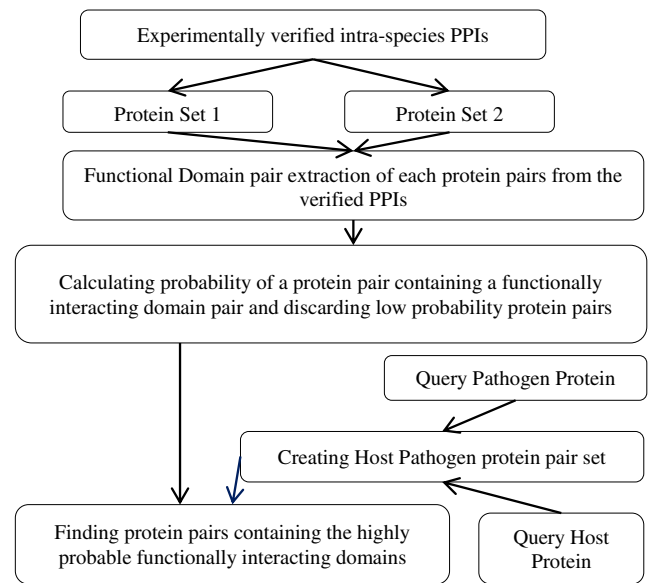 Experimentally verified intra-species PPIs
Protein Set 1
Protein Set 2
Functional Domain pair extraction of each protein pairs from the
verified PPIs
Calculating probability of a protein pair containing a functionally
interacting domain pair and discarding low probability protein pairs
Query Pathogen Protein
Creating Host Pathogen protein pair set
Finding protein pairs containing the highly
probable functionally interacting domains
Query Host
Protein